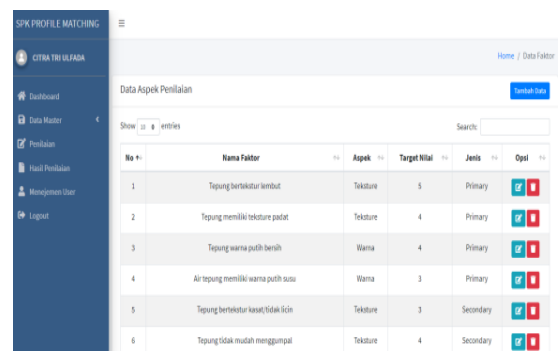 SPK PROFILE MATCHING
CITRA TRI ULFADA
Dashboard
Data Master
Penilaian
Hasil Penilaian
Menejemen User
Logout
Home / Data Faktor
Data Aspek Penilaian
Tambah Data
Show 10 entries
Search:
No Nama Faktor Aspek Target Nilai Jenis Opsi
1 Tepung bertekstur lembut Teksture 5 Primary
2 Tepung memiliki teksture padat Teksture 4 Primary
3 Tepung warna putih bersih Warna 4 Primary
4 Air tepung memiliki warna putih susu Warna 3 Primary
5 Tepung bertekstur kasat/tidak licin Teksture 3 Secondary
6 Tepung tidak mudah menggumpal Teksture 4 Secondary